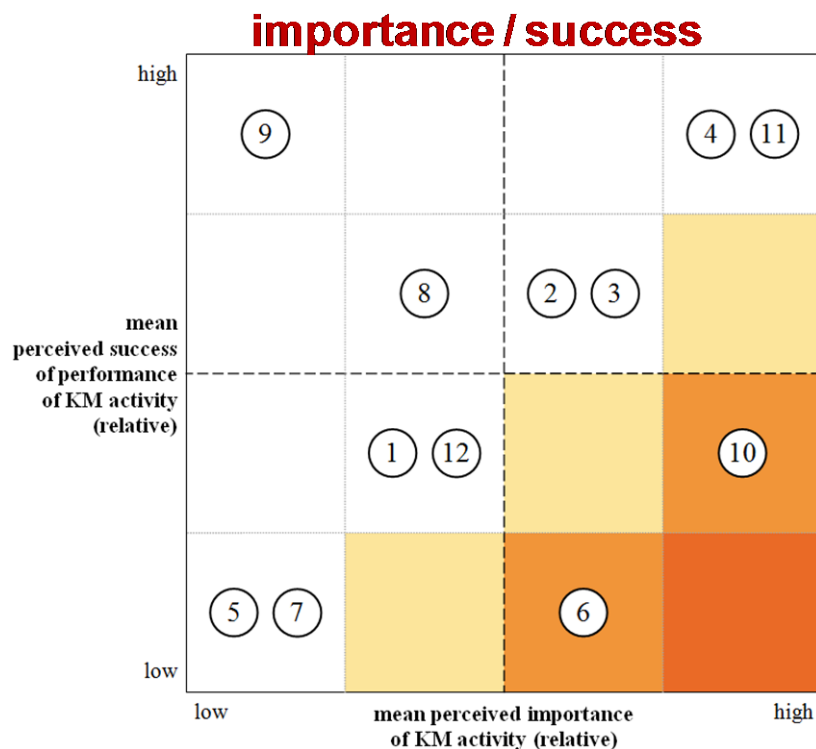 importance / success
high
9
4
11
8
2
3
mean
perceived success
of performance
of KM activity
(relative)
1
12
10
5
7
6
low
low
mean perceived importance
of KM activity (relative)
high